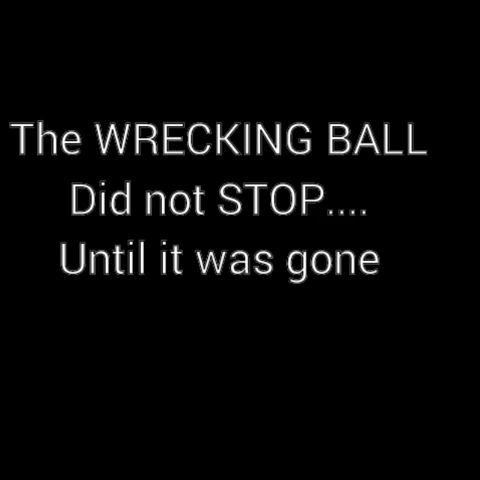 The WRECKING BALL
Did not STOP....
Until it was gone